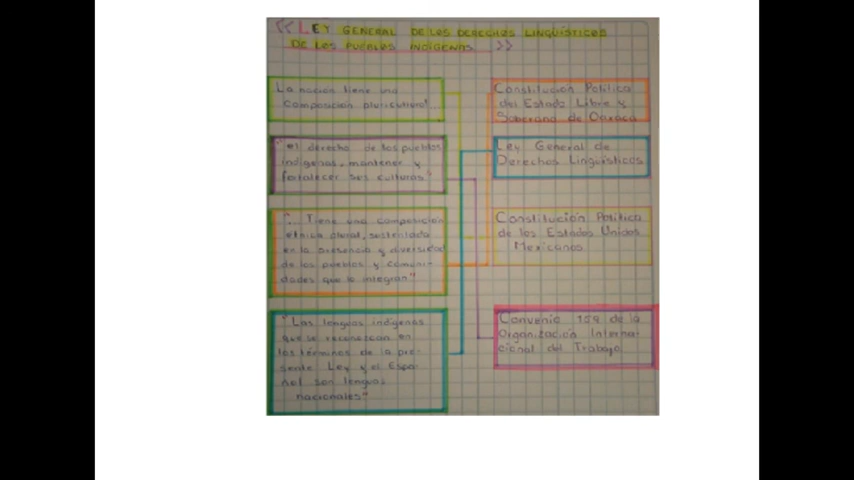 <<LEY GENERAL DE LOS DERECHOS LINGÜÍSTICOS
DE LOS PUEBLOS INDÍGENAS >>
La nación tiene una
composición pluricultural.
"el derecho de los pueblos
indígenas, mantener y
fortalecer ses culturas"
". Tiene una composición
étnica plural, sustentada
en la presencia y diversidad
de los pueblos y comuni-
dades que lo integran"
"Las lenguas indígenas
que se reconozcan en
los términos de la pre-
sente Ley y el Espa-
ñol son lenguas
nacionales"
Constitución Política
del Estado Libre y
Soberano de Oaxaca
Ley General de
Derechos Lingüísticos
Constitución Política
de los Estados Unidos
Mexicanos
Convenio 169 de la
Organización Interna-
cional del Trabajo